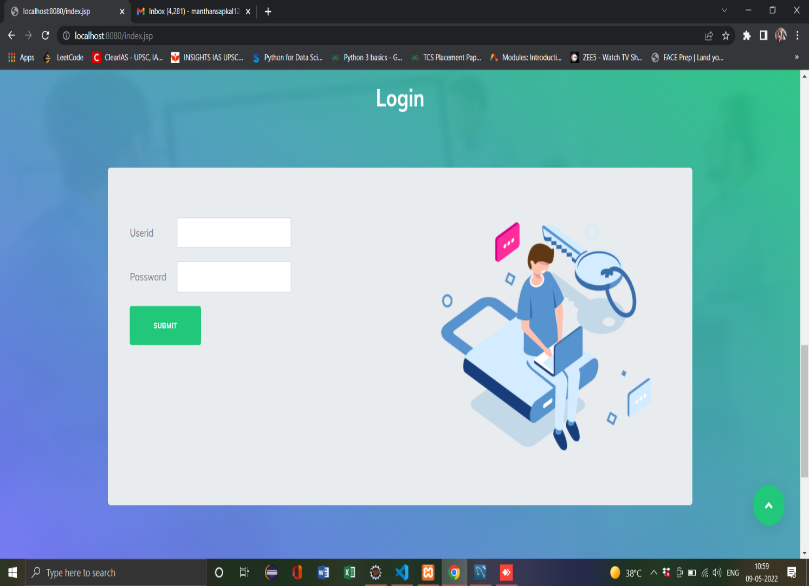 localhost:8080/index.jsp
Inbox (4,281) - manthansapkal12
localhost:8080/index.jsp
Apps LeetCode ClearIAS - UPSC, IA... INSIGHTS IAS UPSC... Python for Data Sci... Python 3 basics - G... TCS Placement Pap... Modules: Introducti... ZEE5 - Watch TV Sh... FACE Prep | Land yo... »
Login
Userid
Password
SUBMIT
Type here to search
38°C
ENG
10:59
09-05-2022